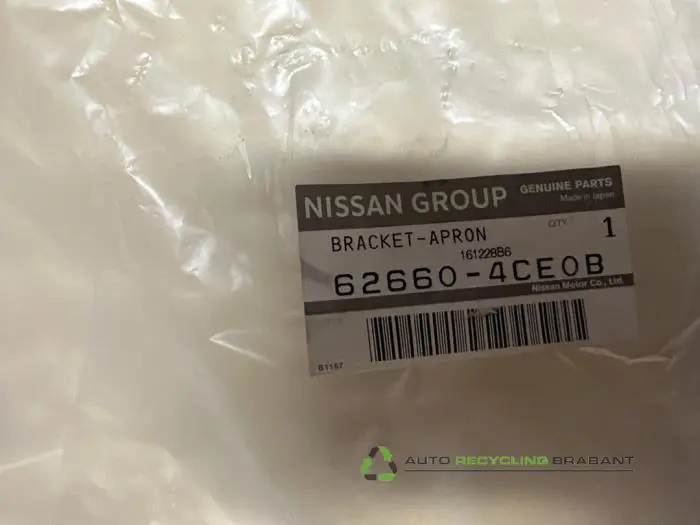 NISSAN GROUP GENUINE PARTS
Made in Japan
BRACKET-APRON QTY 1
161228B6
62660-4CE0B
Nissan Motor Co., Ltd.
B1167
AUTO RECYCLING BRABANT